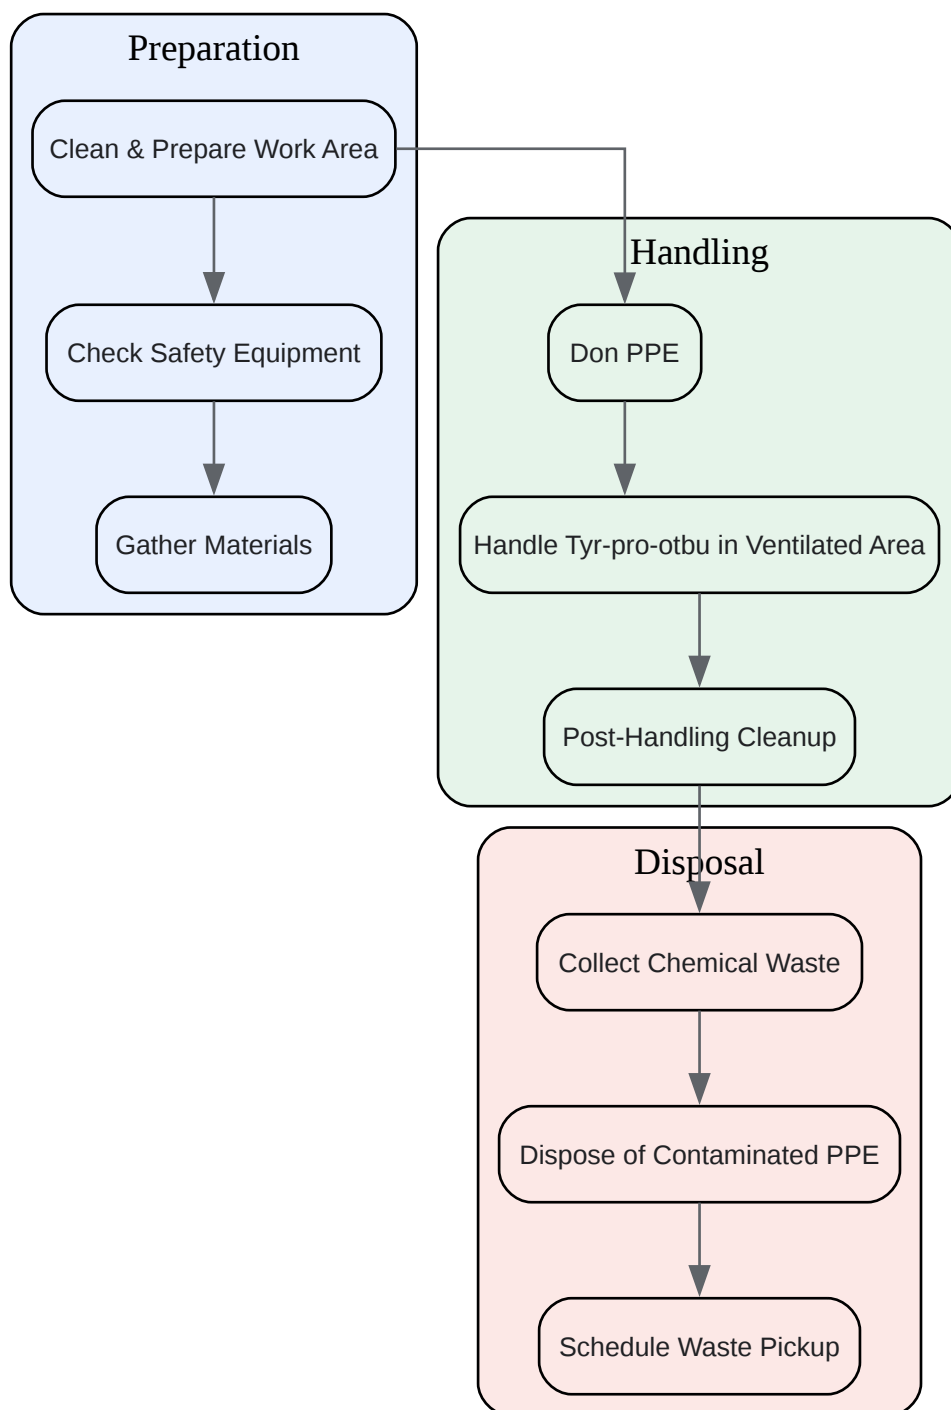 Preparation
Clean & Prepare Work Area
Check Safety Equipment
Gather Materials
Handling
Don PPE
Handle Tyr-pro-otbu in Ventilated Area
Post-Handling Cleanup
Disposal
Collect Chemical Waste
Dispose of Contaminated PPE
Schedule Waste Pickup